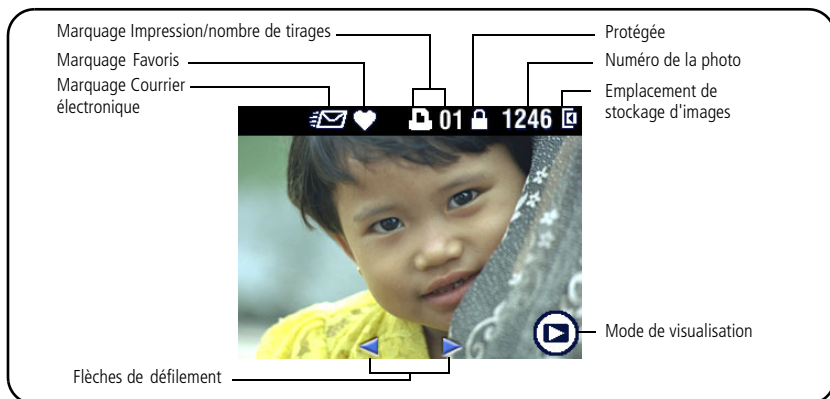 Marquage Impression/nombre de tirages
Marquage Favoris
Marquage Courrier
électronique
Protégée
Numéro de la photo
Emplacement de
stockage d'images
01 1246
Mode de visualisation
Flèches de défilement